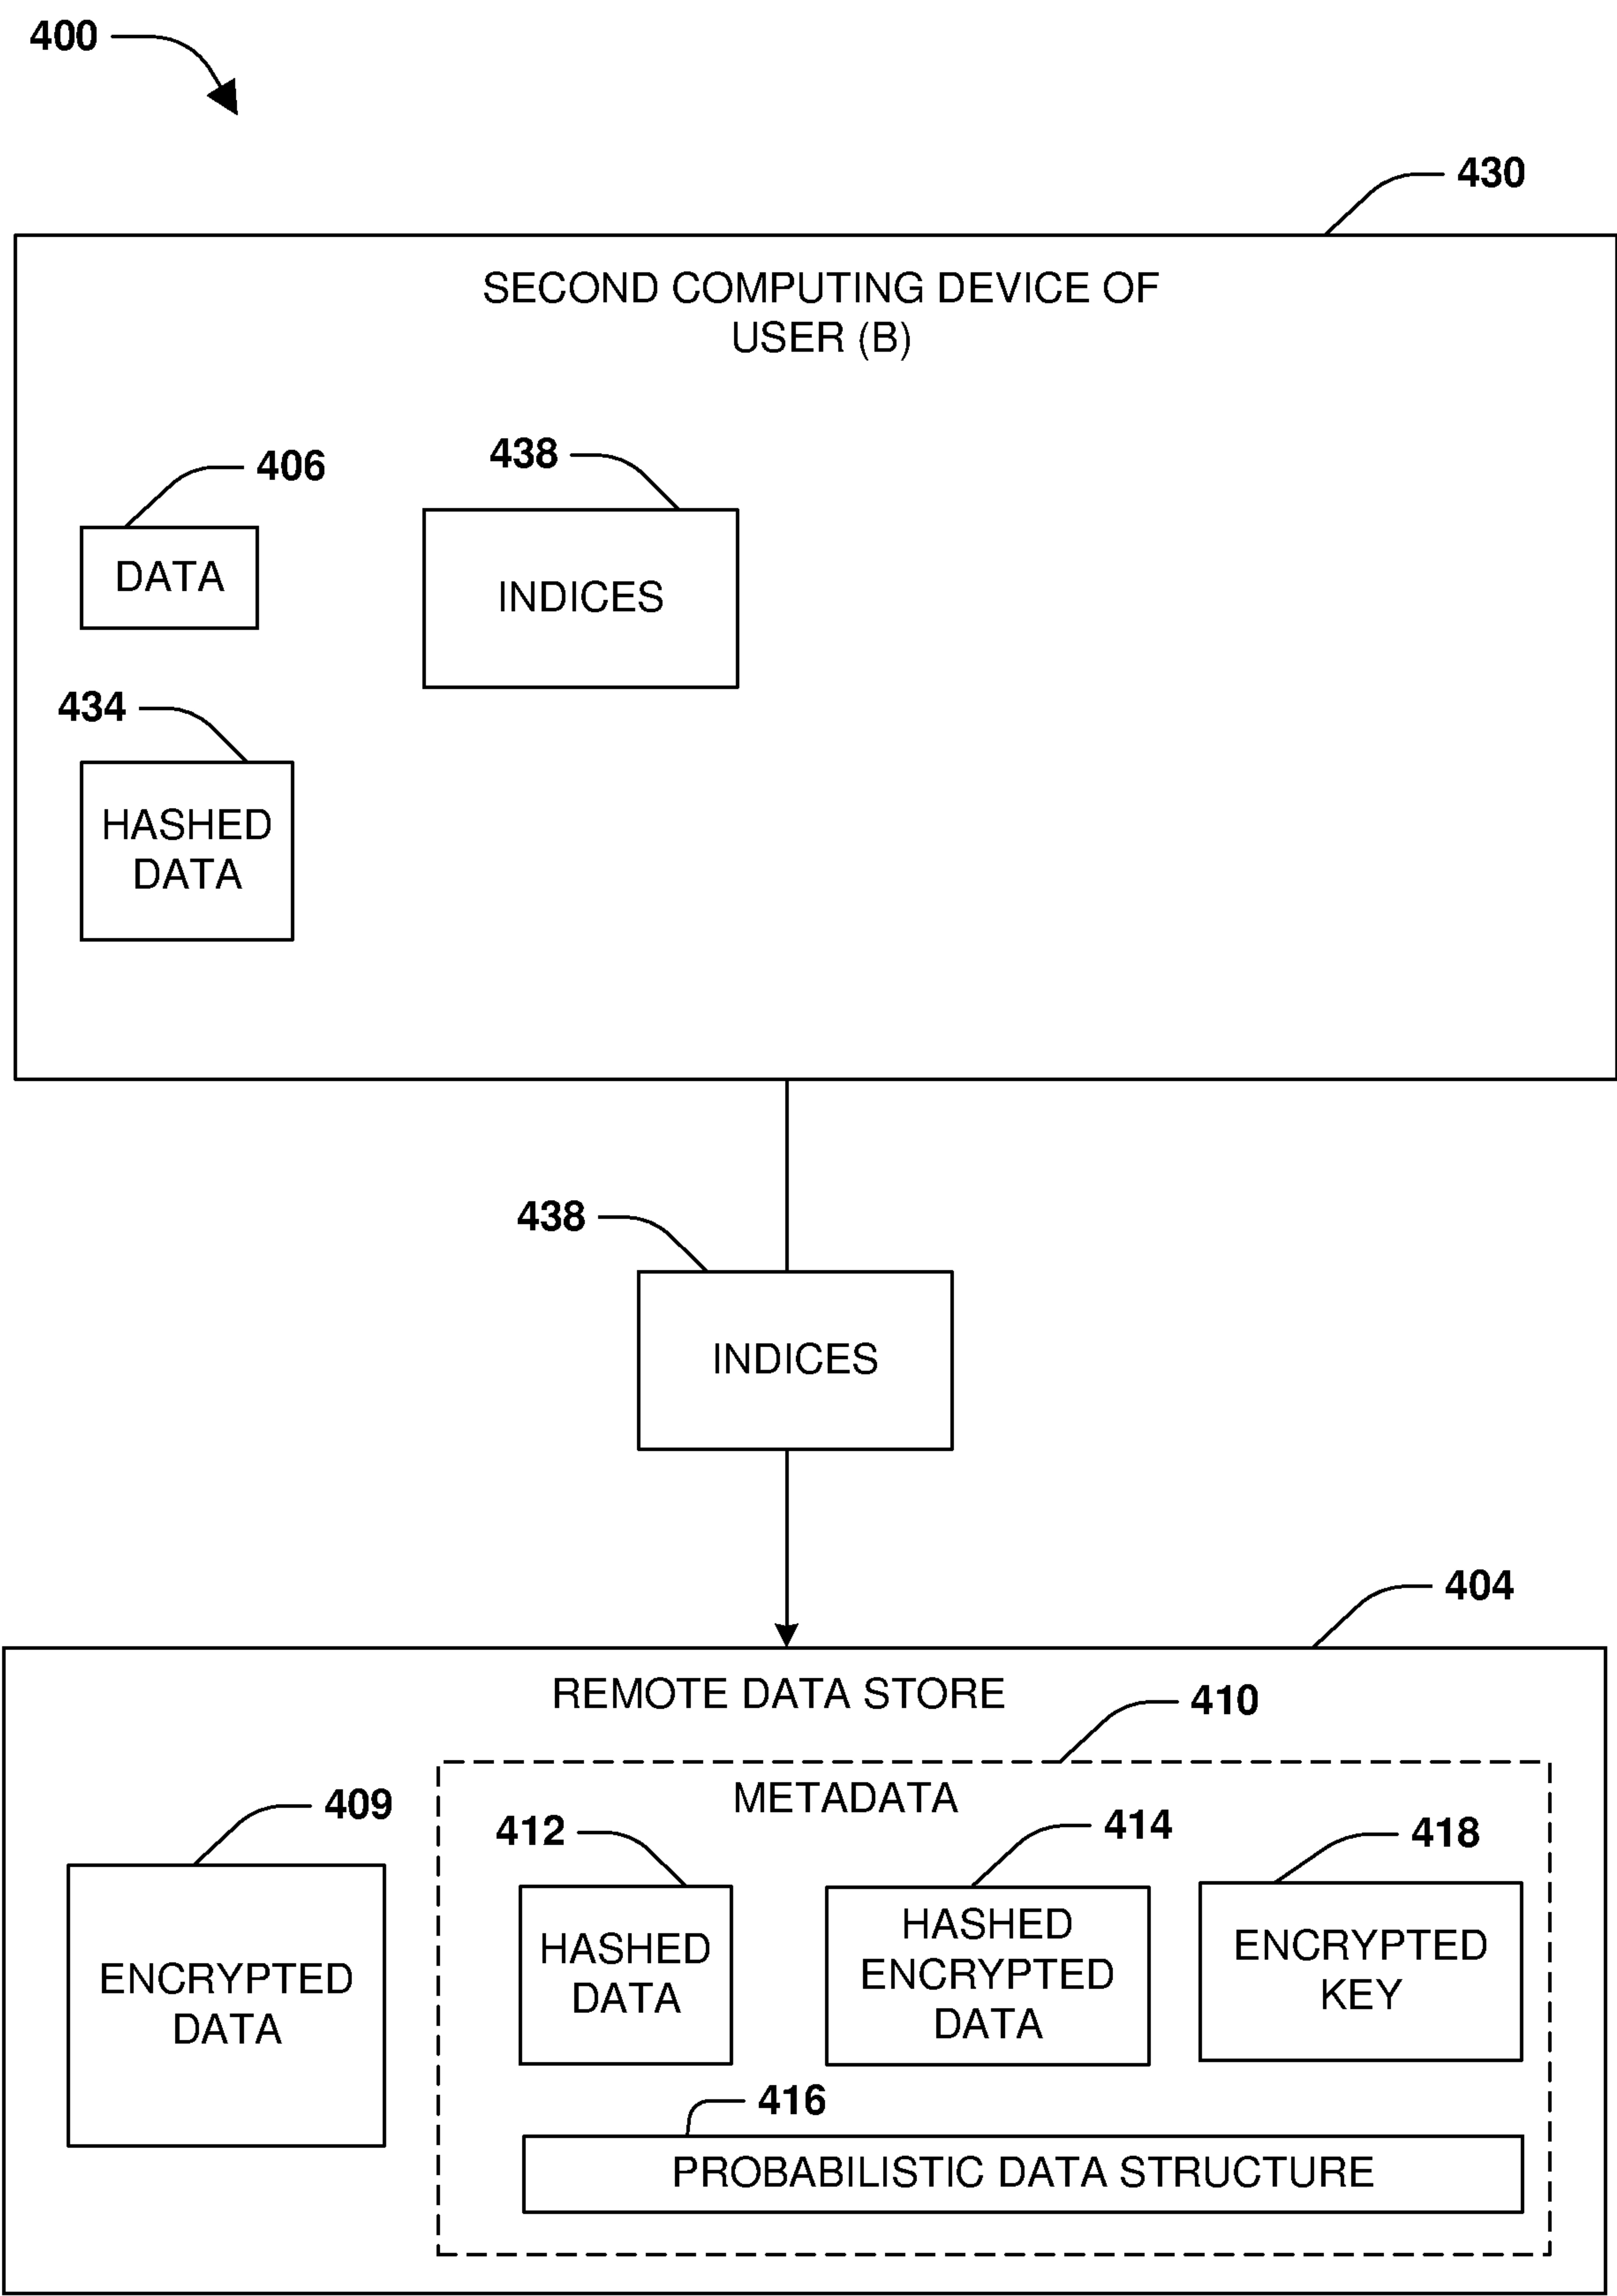 400
430
SECOND COMPUTING DEVICE OF
USER (B)
438
406
INDICES
DATA
434
HASHED
DATA
438
INDICES
404
REMOTE DATA STORE
410
METADATA
409
412
414
418
HASHED
ENCRYPTED
DATA
ENCRYPTED
KEY
HASHED
DATA
ENCRYPTED
DATA
416
PROBABILISTIC DATA STRUCTURE